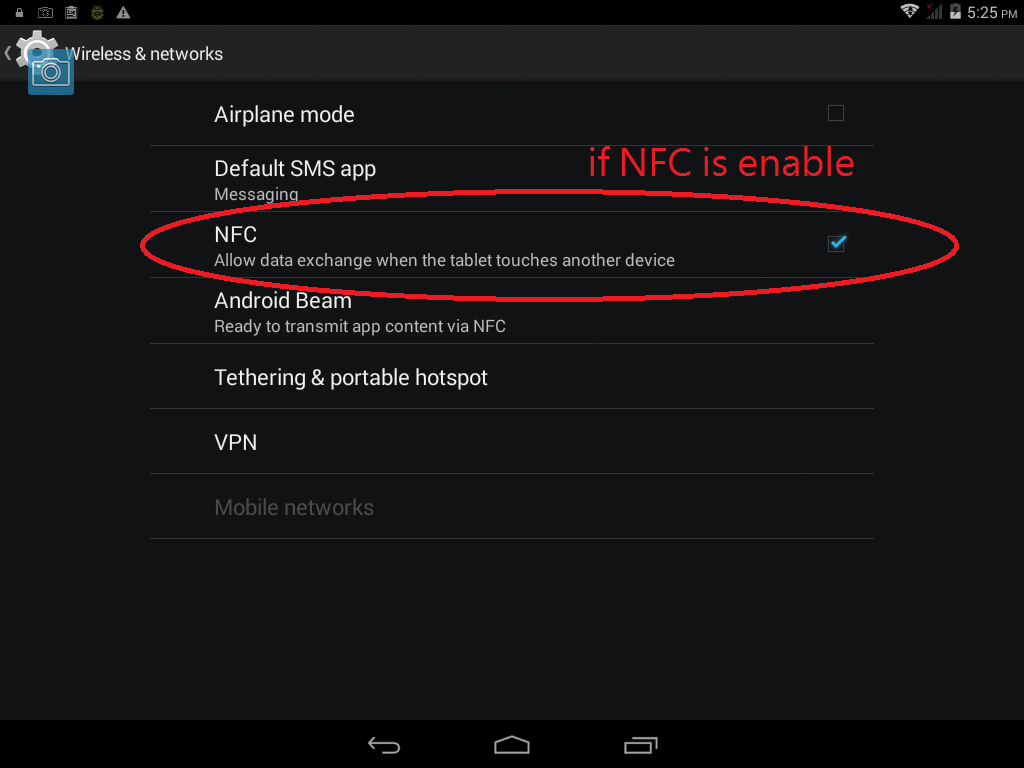 5:25 PM
Wireless & networks
Airplane mode
Default SMS app
if NFC is enable
Messaging
NFC
Allow data exchange when the tablet touches another device
Android Beam
Ready to transmit app content via NFC
Tethering & portable hotspot
VPN
Mobile networks